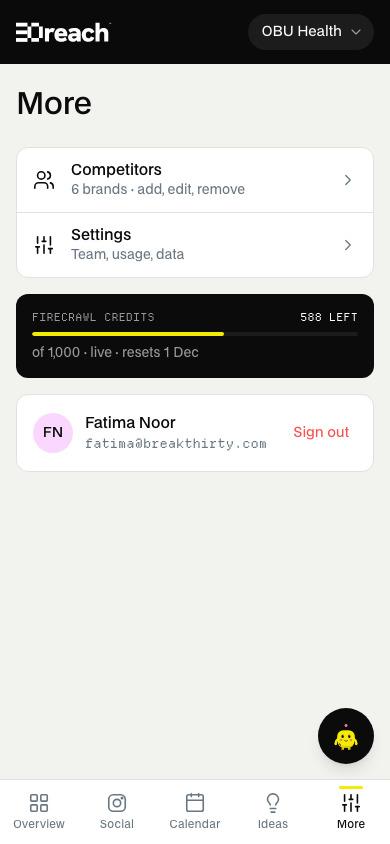 30reach
OBU Health
More
Competitors
6 brands · add, edit, remove
Settings
Team, usage, data
FIRECRAWL CREDITS
588 LEFT
of 1,000 · live · resets 1 Dec
FN
Fatima Noor
fatima@breakthirty.com
Sign out
Overview
Social
Calendar
Ideas
More